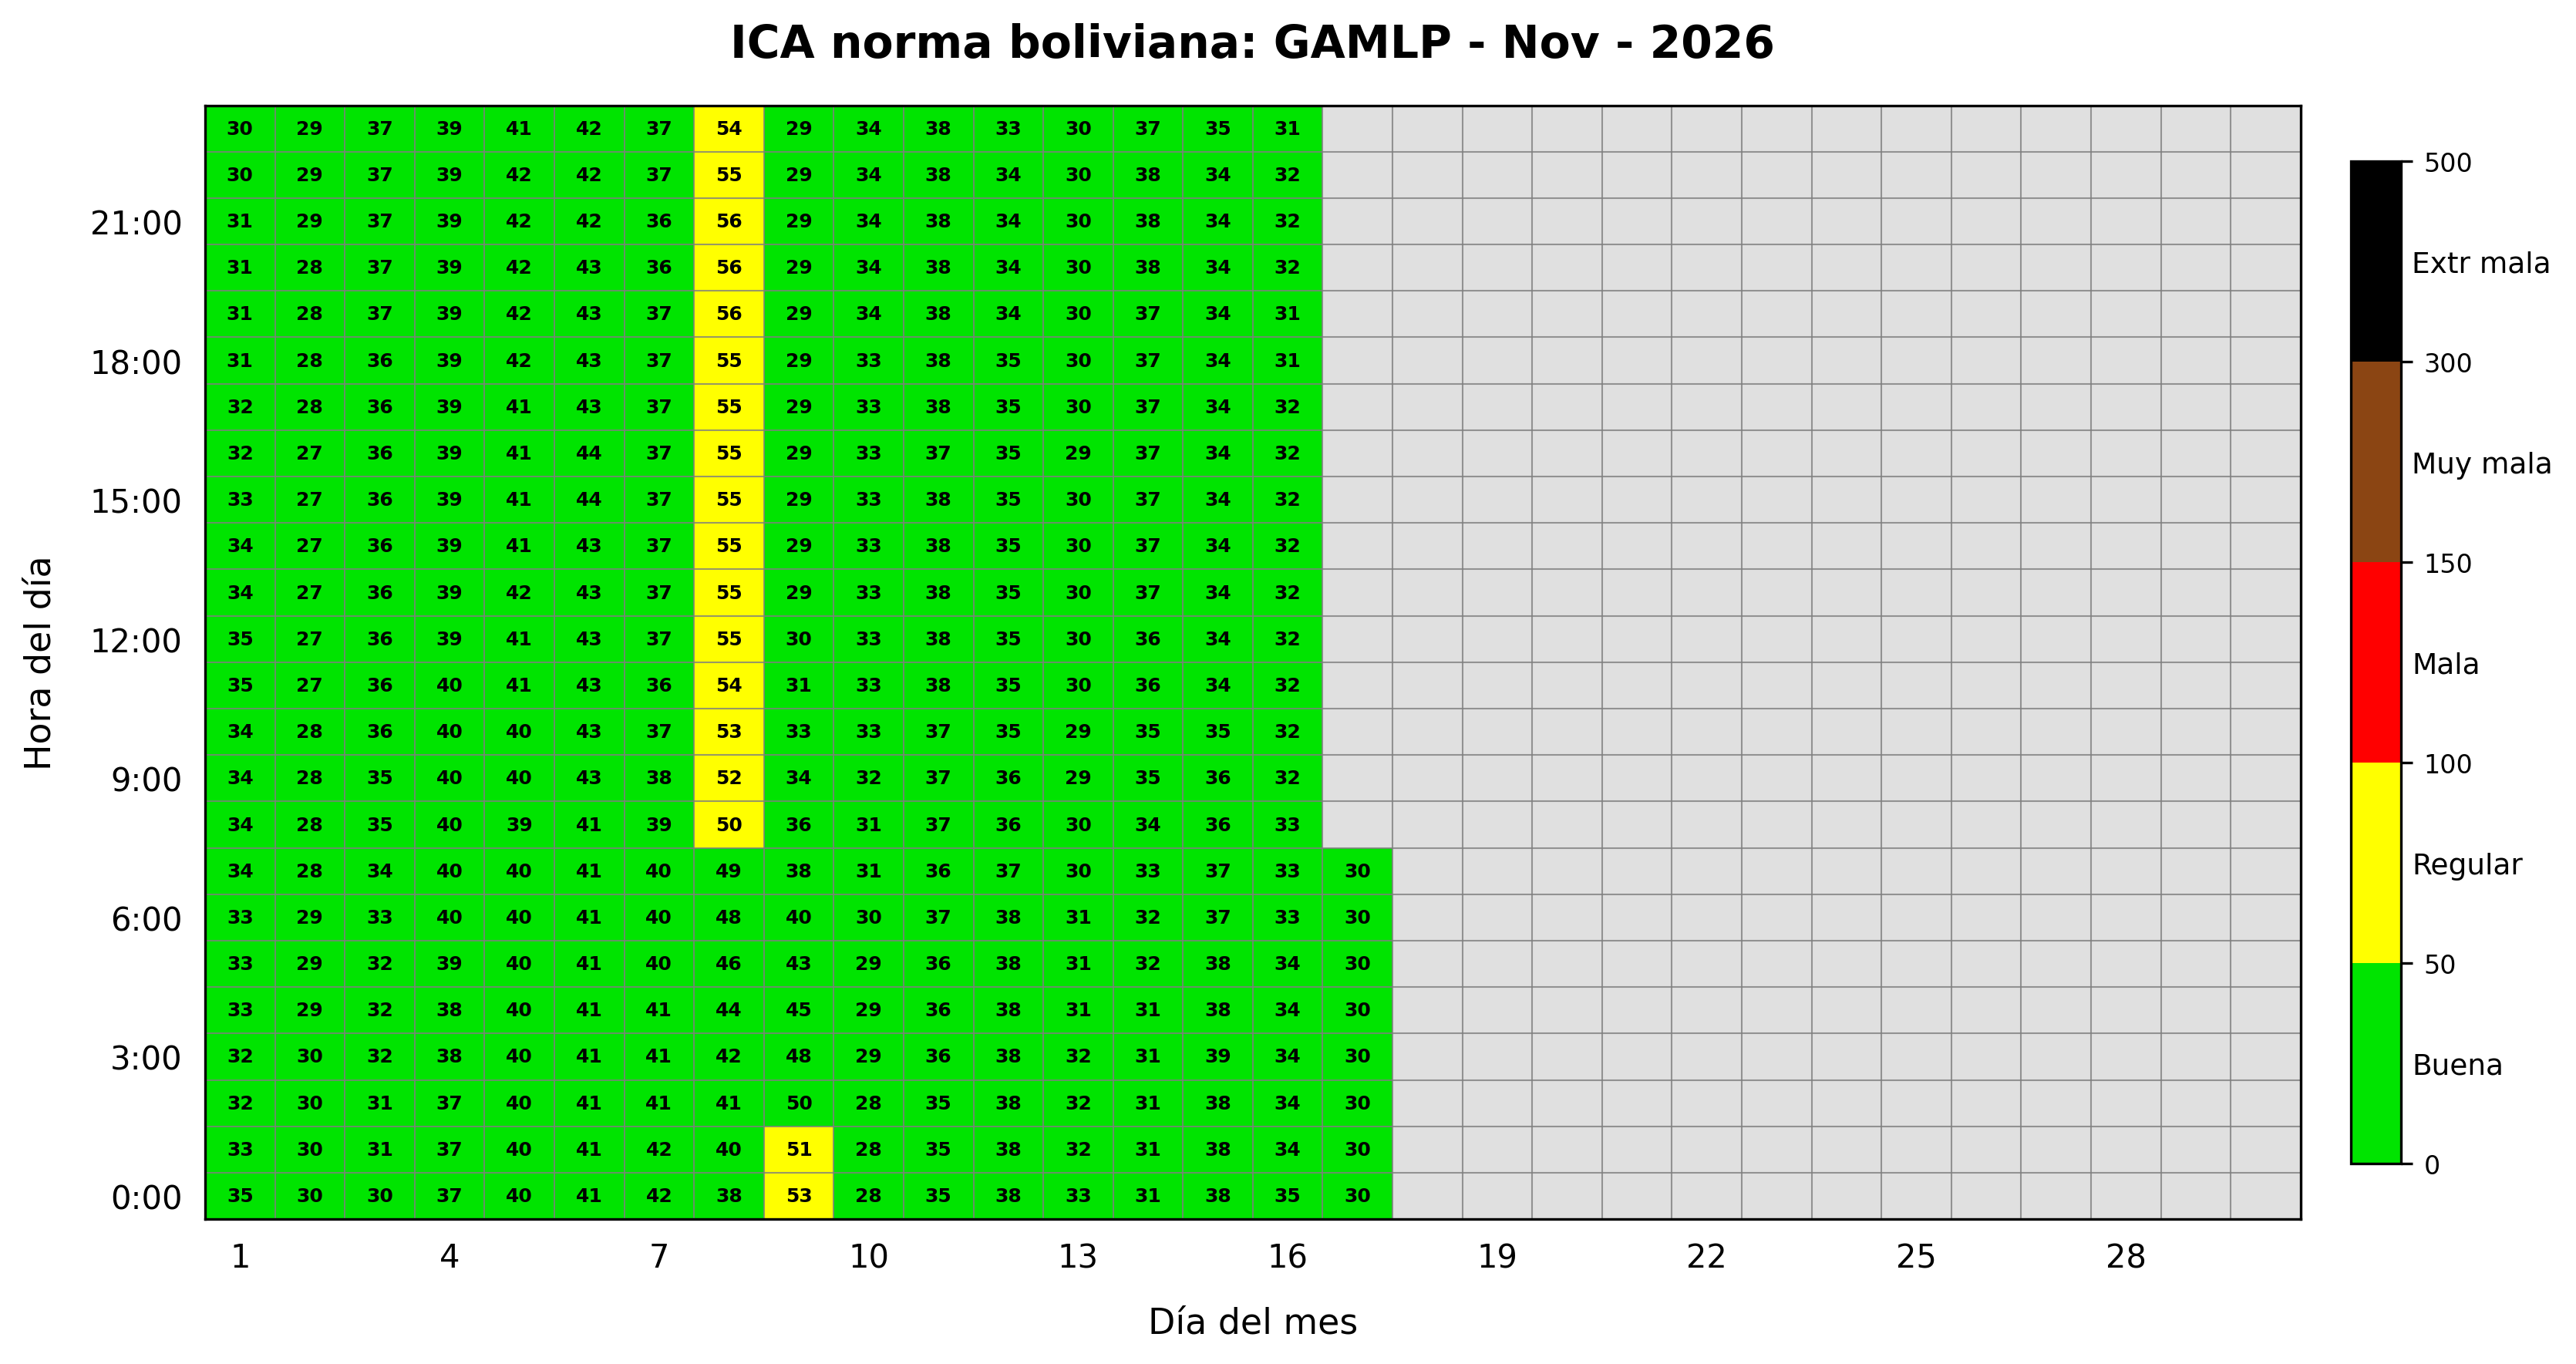 ICA norma boliviana: GAMLP - Nov - 2026
30 29 37 39 41 42 37 54 29 34 38 33 30 37 35 31
30 29 37 39 42 42 37 55 29 34 38 34 30 38 34 32
21:00 31 29 37 39 42 42 36 56 29 34 38 34 30 38 34 32
31 28 37 39 42 43 36 56 29 34 38 34 30 38 34 32
31 28 37 39 42 43 37 56 29 34 38 34 30 37 34 31
18:00 31 28 36 39 42 43 37 55 29 33 38 35 30 37 34 31
32 28 36 39 41 43 37 55 29 33 38 35 30 37 34 32
32 27 36 39 41 44 37 55 29 33 37 35 29 37 34 32
15:00 33 27 36 39 41 44 37 55 29 33 38 35 30 37 34 32
34 27 36 39 41 43 37 55 29 33 38 35 30 37 34 32
34 27 36 39 42 43 37 55 29 33 38 35 30 37 34 32
12:00 35 27 36 39 41 43 37 55 30 33 38 35 30 36 34 32
35 27 36 40 41 43 36 54 31 33 38 35 30 36 34 32
34 28 36 40 40 43 37 53 33 33 37 35 29 35 35 32
9:00 34 28 35 40 40 43 38 52 34 32 37 36 29 35 36 32
34 28 35 40 39 41 39 50 36 31 37 36 30 34 36 33
34 28 34 40 40 41 40 49 38 31 36 37 30 33 37 33 30
6:00 33 29 33 40 40 41 40 48 40 30 37 38 31 32 37 33 30
33 29 32 39 40 41 40 46 43 29 36 38 31 32 38 34 30
33 29 32 38 40 41 41 44 45 29 36 38 31 31 38 34 30
3:00 32 30 32 38 40 41 41 42 48 29 36 38 32 31 39 34 30
32 30 31 37 40 41 41 41 50 28 35 38 32 31 38 34 30
33 30 31 37 40 41 42 40 51 28 35 38 32 31 38 34 30
0:00 35 30 30 37 40 41 42 38 53 28 35 38 33 31 38 35 30
1 4 7 10 13 16 19 22 25 28
Día del mes
Hora del día
500
Extr mala
300
Muy mala
150
Mala
100
Regular
50
Buena
0